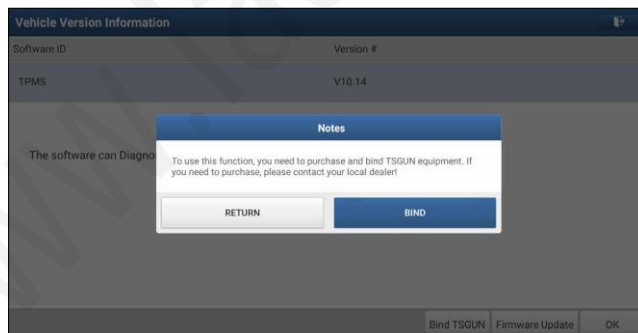 Vehicle Version Information
Software ID Version #
TPMS V10.14
Notes
The software can Diagno
To use this function, you need to purchase and bind TSGUN equipment. If
you need to purchase, please contact your local dealer!
RETURN BIND
Bind TSGUN Firmware Update OK